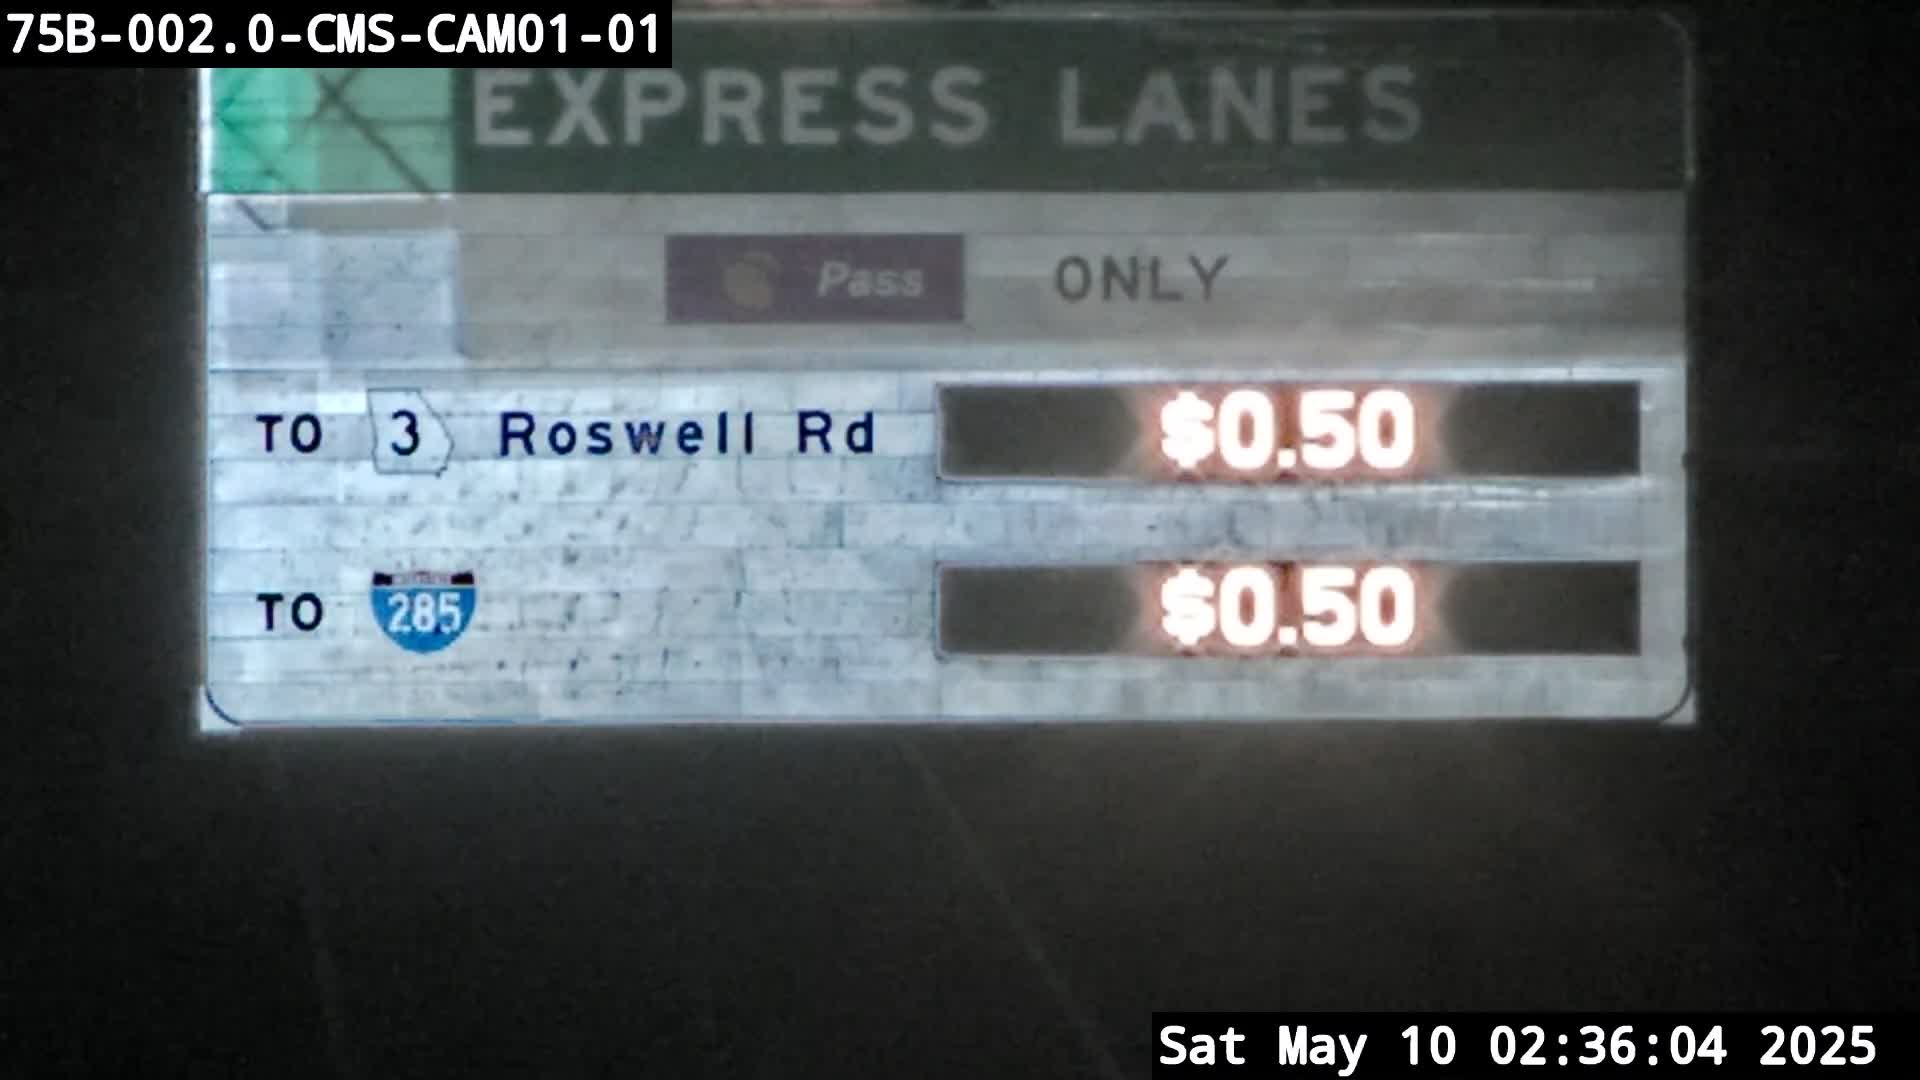 75B-002.0-CMS-CAM01-01
EXPRESS LANES
Pass ONLY
TO 3 Roswell Rd $0.50
TO 285 $0.50
Sat May 10 02:36:04 2025